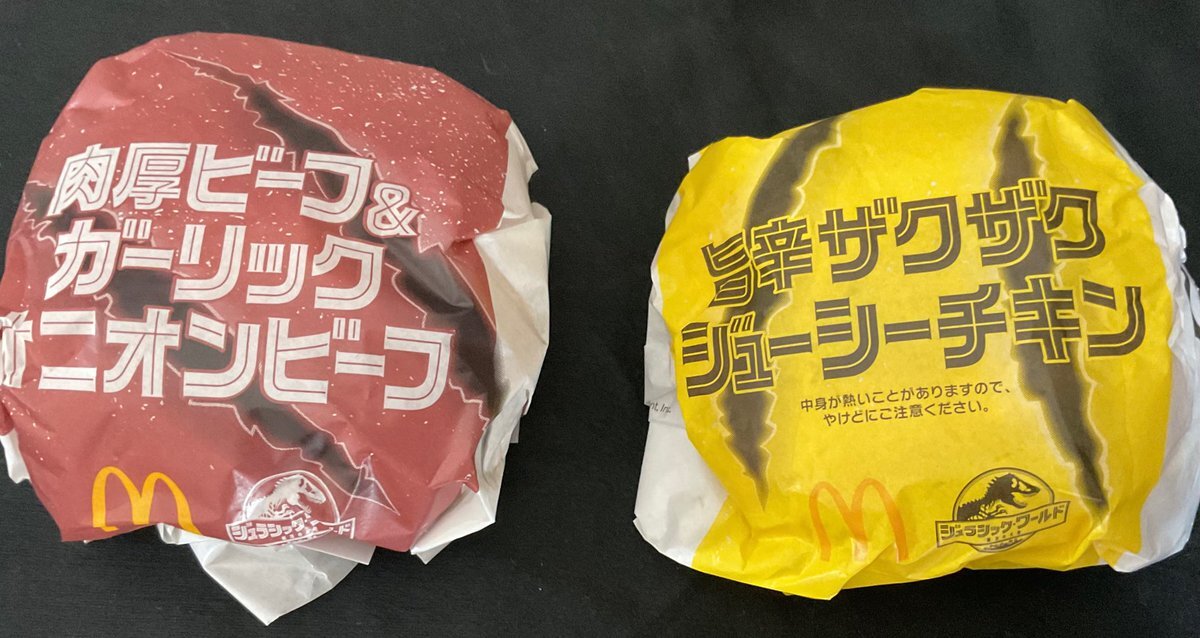 肉厚ビーフ&
ガーリック
オニオンビーフ
ジュラシック・ワールド
旨辛ザクザク
ジューシーチキン
中身が熱いことがありますので、
やけどにご注意ください。
ジュラシック・ワールド